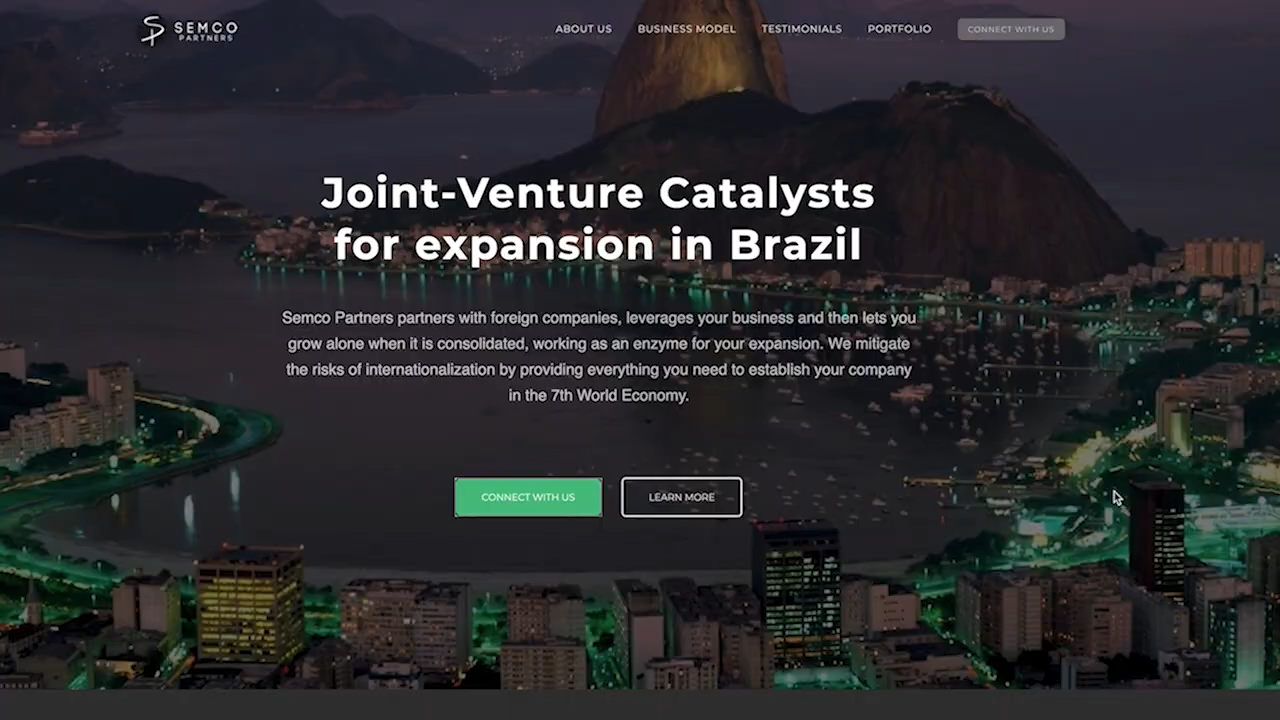 SEMCO
PARTNERS
ABOUT US
BUSINESS MODEL
TESTIMONIALS
PORTFOLIO
CONNECT WITH US
Joint-Venture Catalysts
for expansion in Brazil
Semco Partners partners with foreign companies, leverages your business and then lets you
grow alone when it is consolidated, working as an enzyme for your expansion. We mitigate
the risks of internationalization by providing everything you need to establish your company
in the 7th World Economy.
CONNECT WITH US
LEARN MORE